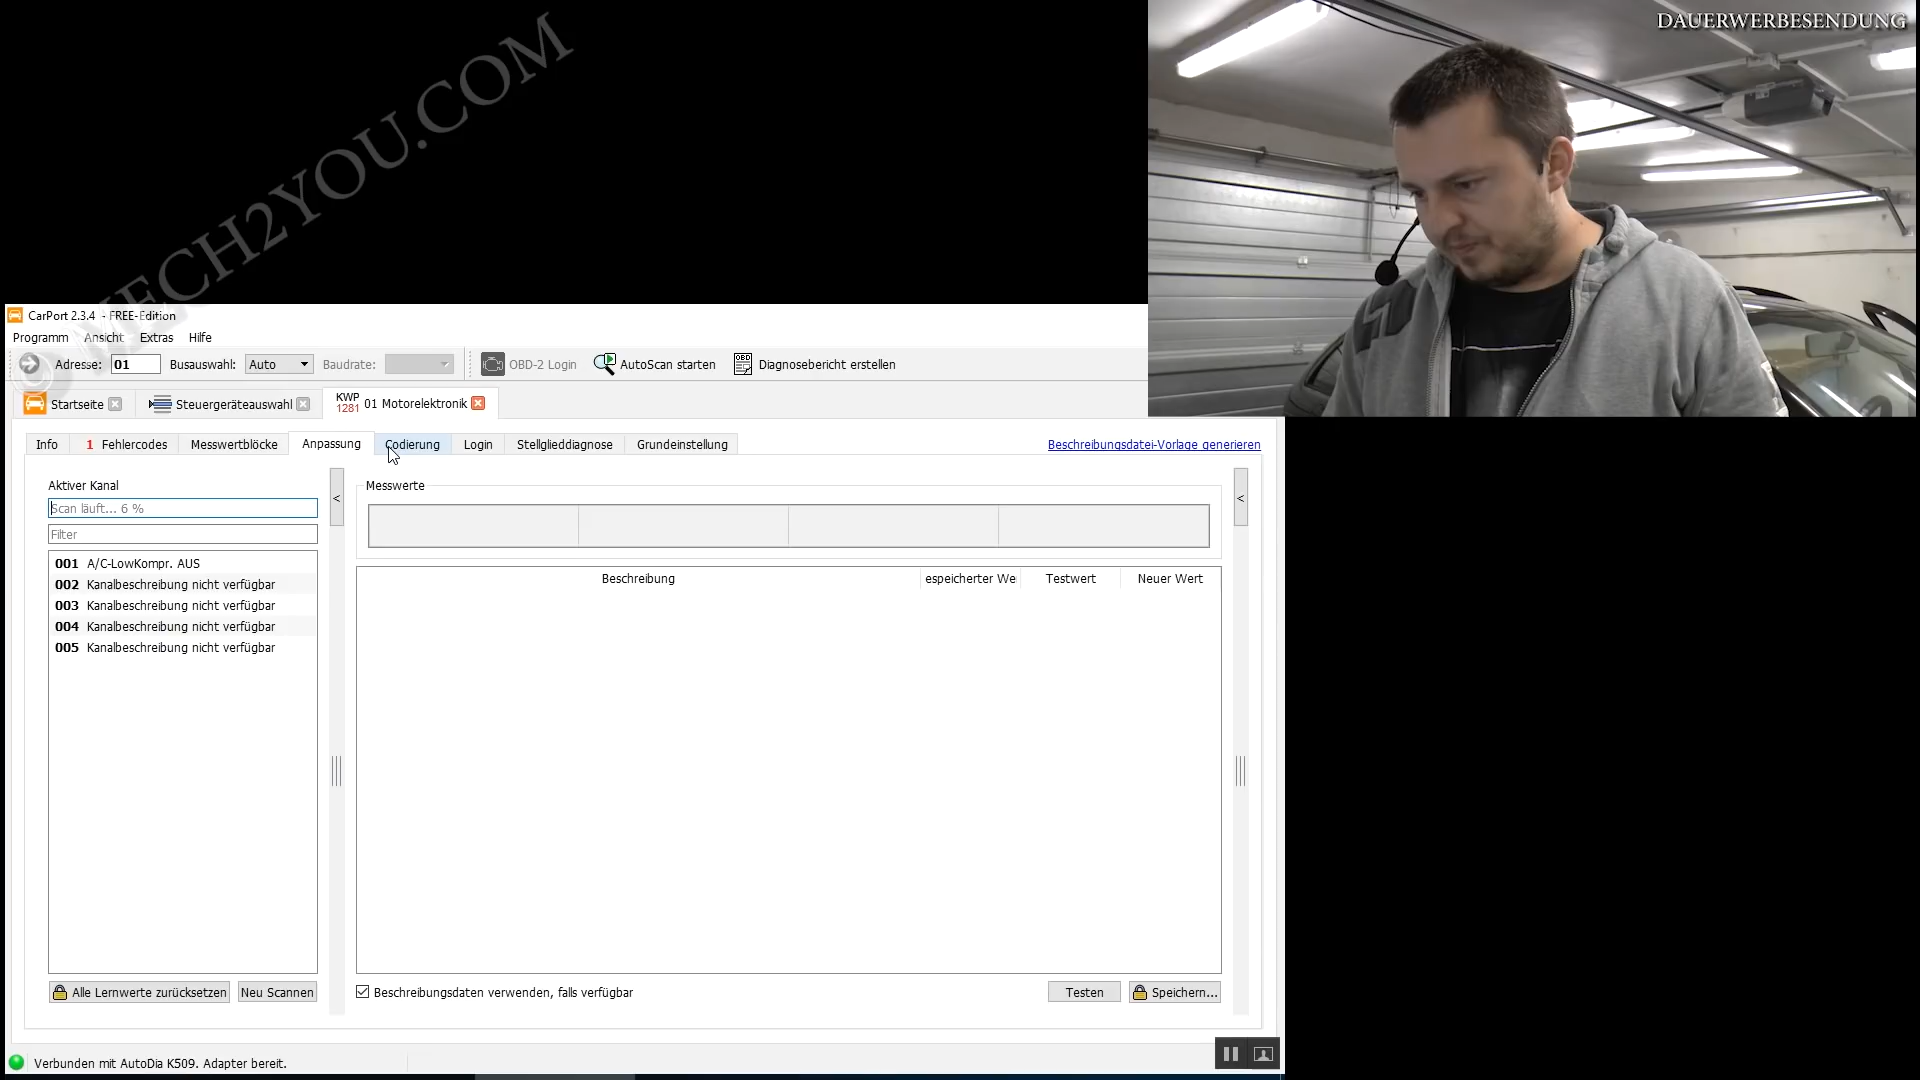 DAUERWERBESENDUNG
© MECH2YOU.COM
CarPort 2.3.4 - FREE-Edition
Programm Ansicht Extras Hilfe
Adresse: 01 Busauswahl: Auto Baudrate: OBD-2 Login AutoScan starten OBD Diagnosebericht erstellen
Startseite Steuergeräteauswahl KWP 1281 01 Motorelektronik
Info 1 Fehlercodes Messwertblöcke Anpassung Codierung Login Stellglieddiagnose Grundeinstellung Beschreibungsdatei-Vorlage generieren
Aktiver Kanal
Scan läuft... 6 %
Filter
001 A/C-LowKompr. AUS
002 Kanalbeschreibung nicht verfügbar
003 Kanalbeschreibung nicht verfügbar
004 Kanalbeschreibung nicht verfügbar
005 Kanalbeschreibung nicht verfügbar
<
Messwerte
<
Beschreibung espeicherter We Testwert Neuer Wert
Alle Lernwerte zurücksetzen Neu Scannen Beschreibungsdaten verwenden, falls verfügbar Testen Speichern...
Verbunden mit AutoDia K509. Adapter bereit.